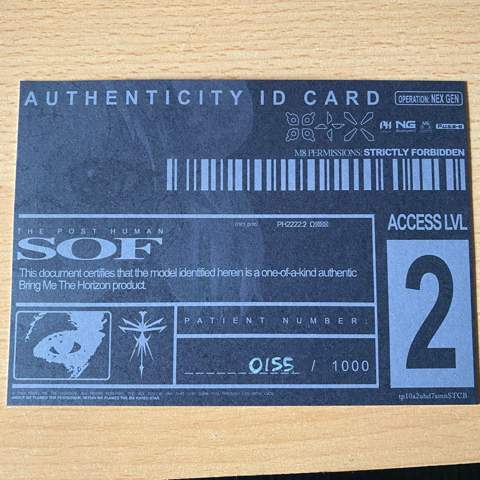 AUTHENTICITY ID CARD
OPERATION: NEX GEN
PH NG
M8 PERMISSIONS: STRICTLY FORBIDDEN
ACCESS LVL
2
THE POST HUMAN
SOF
This document certifies that the model identified herein is a one-of-a-kind authentic
Bring Me The Horizon product.
PATIENT NUMBER:
0155 / 1000